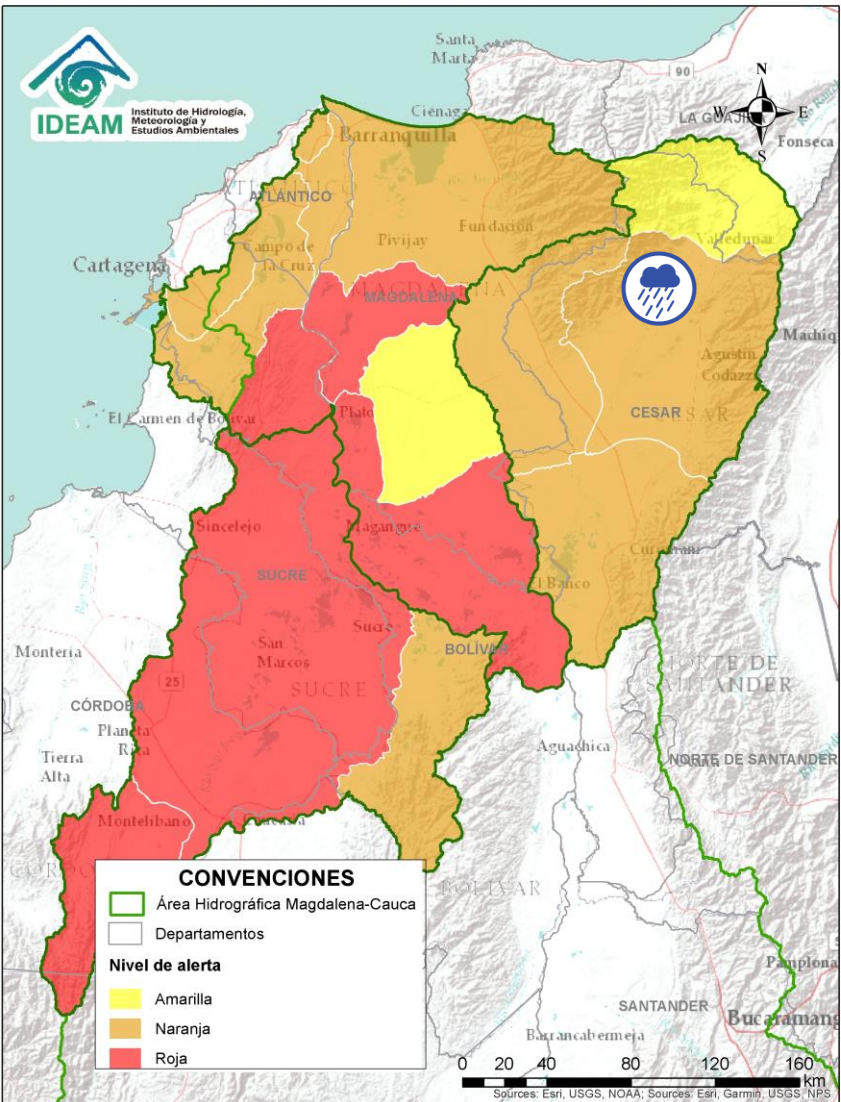 IDEAM
Instituto de Hidrología,
Meteorología y
Estudios Ambientales
Santa
Marta
90
N
W
E
S
LA GUAJIRA
Ciénaga
Barranquilla
Fonseca
ATLÁNTICO
ATLÁNTICO
Valledupar
Fundación
Pivijay
Campo de
la Cruz
Cartagena
MAGDALENA
MAGDALENA
Agustín
Codazzi
Plato
El Carmen de Bolívar
CESAR
CESAR
Sincelejo
Magangué
SUCRE
El Banco
Sucre
BOLÍVAR
Montería
San
Marcos
SUCRE
25
NORTE DE
SANTANDER
CÓRDOBA
Planeta
Rica
Tierra
Alta
Aguachica
NORTE DE SANTANDER
Montelíbano
BOLÍVAR
CONVENCIONES
Área Hidrográfica Magdalena-Cauca
Departamentos
Nivel de alerta
Amarilla
Naranja
Roja
Pamplona
SANTANDER
Bucaramang
Barrancabermeja
0 20 40 80 120 160
km
Sources: Esri, USGS, NOAA; Sources: Esri, Garmin, USGS, NPS